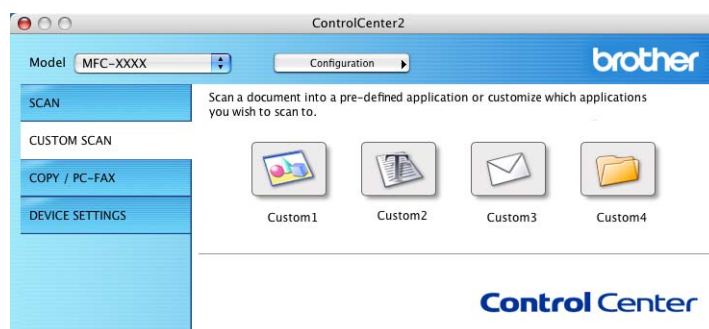 ControlCenter2
Model MFC-XXXX Configuration brother
SCAN
CUSTOM SCAN
COPY / PC-FAX
DEVICE SETTINGS
Scan a document into a pre-defined application or customize which applications
you wish to scan to.
T
Custom1 Custom2 Custom3 Custom4
Control Center